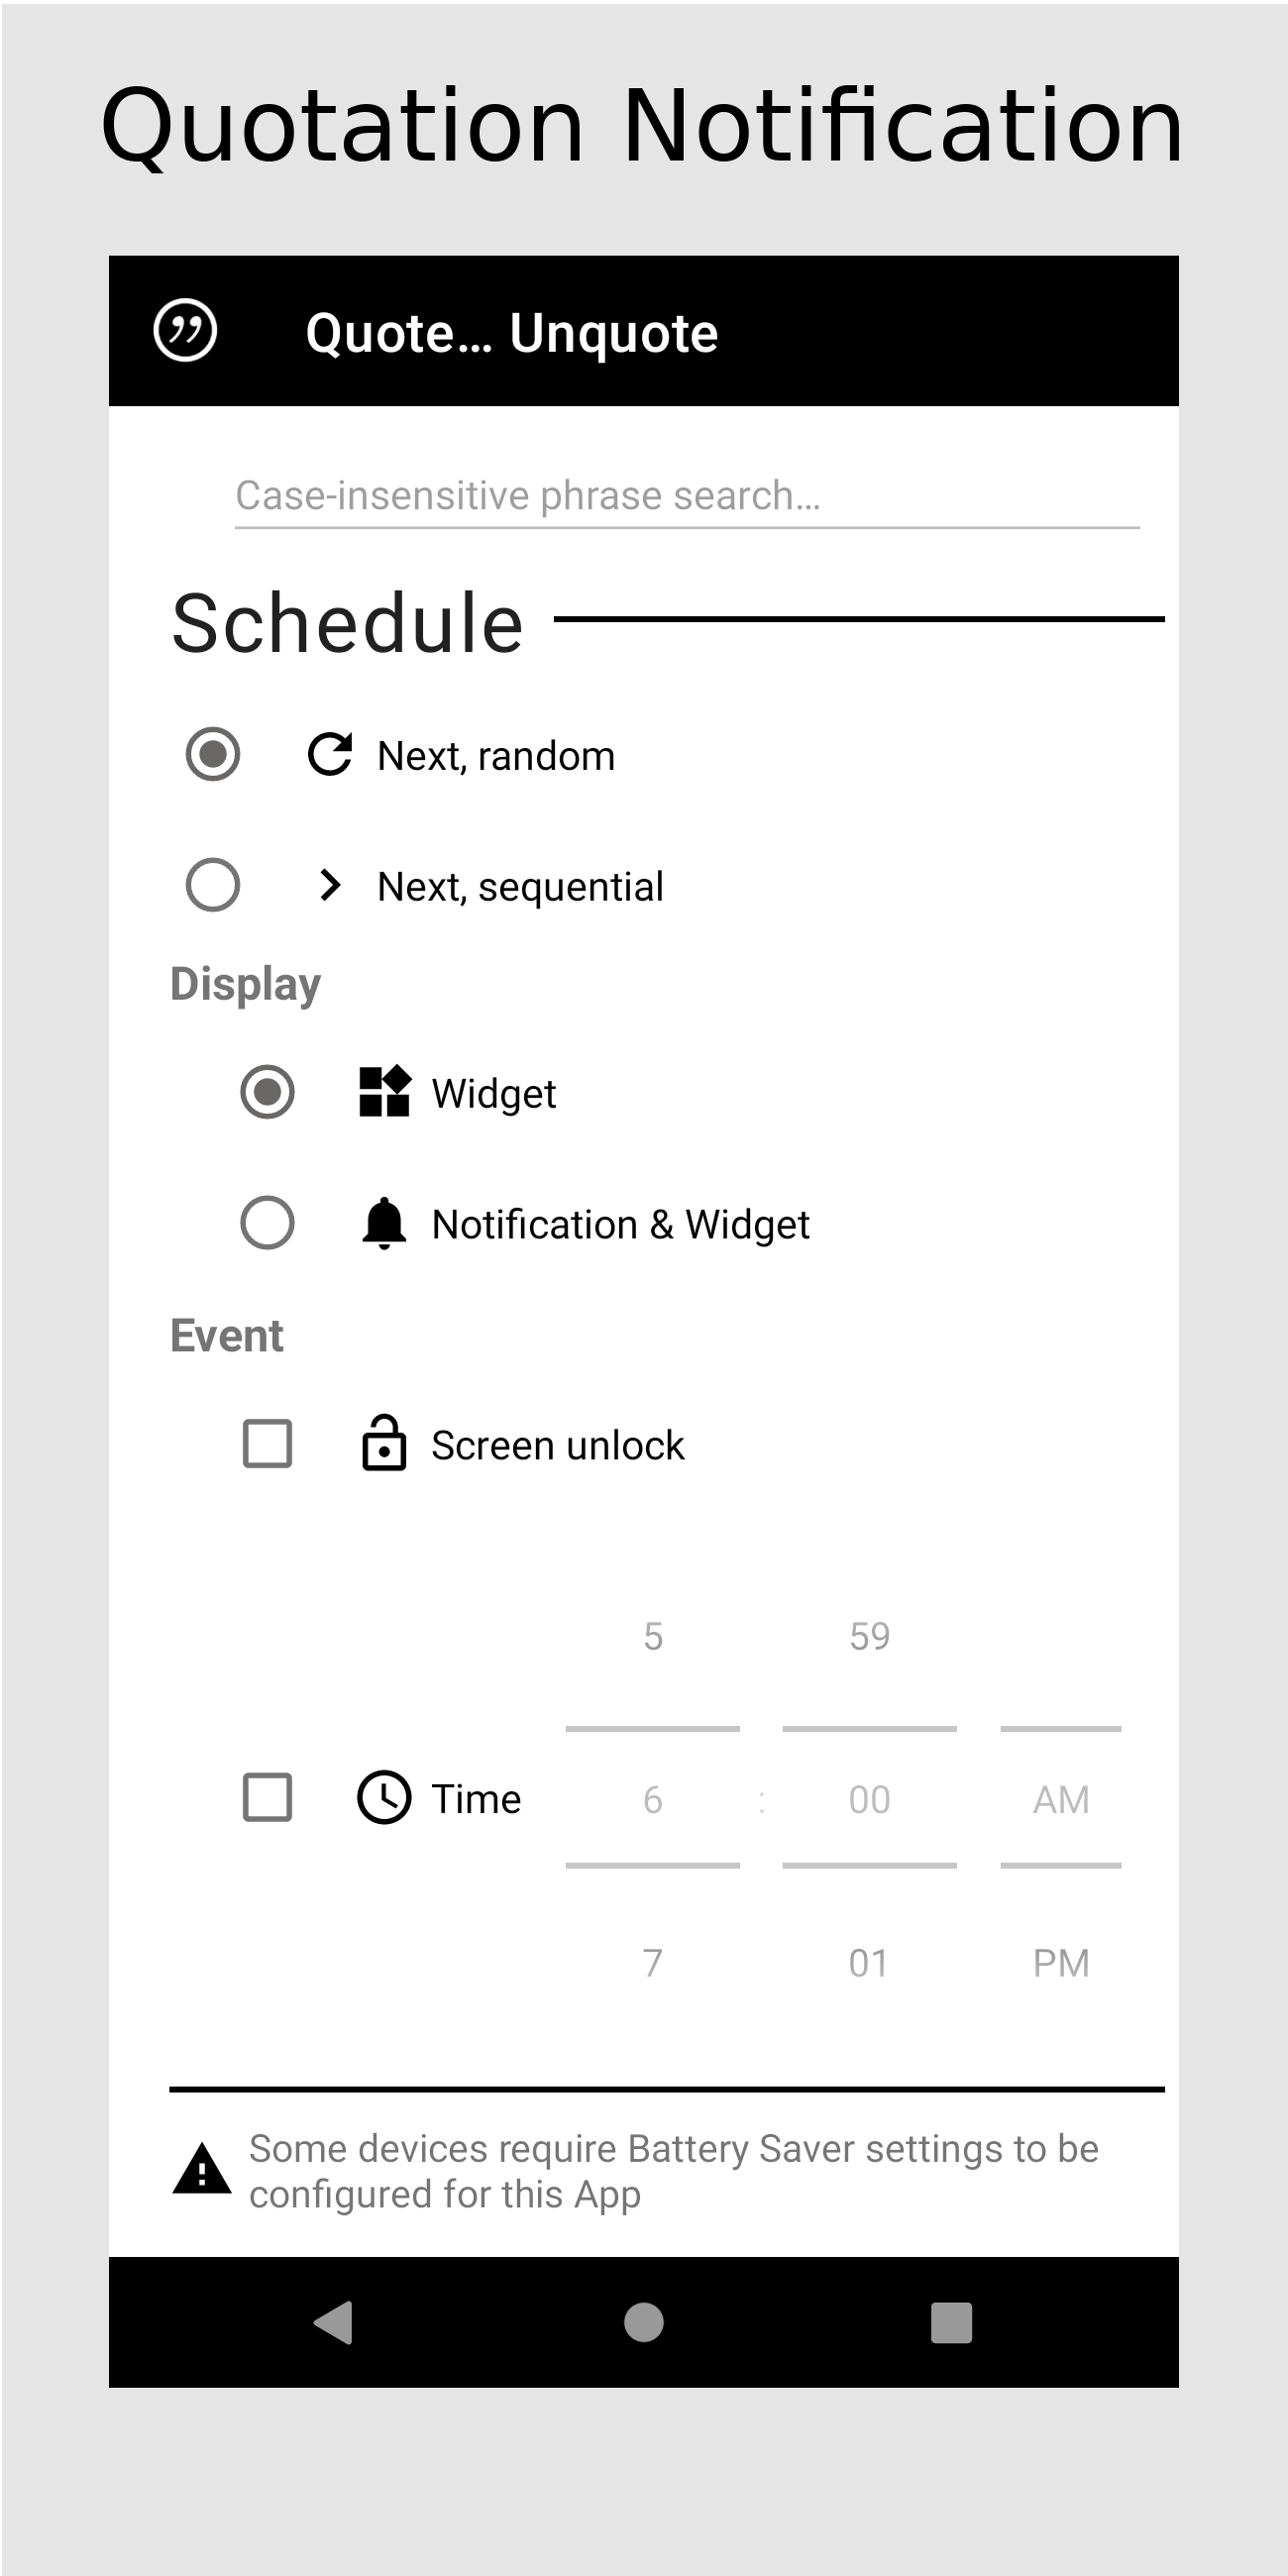 Quotation Notification
Quote... Unquote
Case-insensitive phrase search...
Schedule
Next, random
Next, sequential
Display
Widget
Notification & Widget
Event
Screen unlock
5 59
Time 6 : 00 AM
7 01 PM
Some devices require Battery Saver settings to be
configured for this App